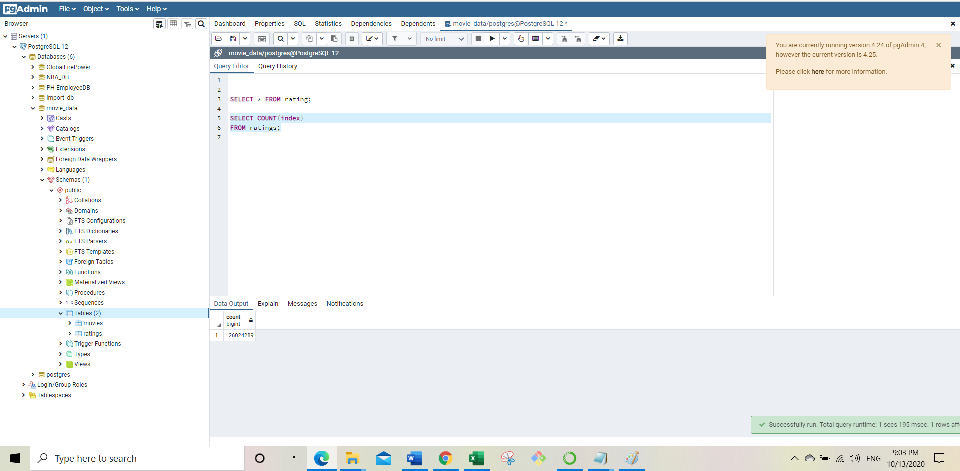 pgAdmin File Object Tools Help
Browser
Dashboard Properties SQL Statistics Dependencies Dependents movie_data/postgres@PostgreSQL 12 *
Servers (1)
PostgreSQL 12
Databases (6)
GlobalFirePower
NBA_DB
PH-EmployeeDB
import_db
movie_data
Casts
Catalogs
Event Triggers
Extensions
Foreign Data Wrappers
Languages
Schemas (1)
public
Collations
Domains
FTS Configurations
FTS Dictionaries
FTS Parsers
FTS Templates
Foreign Tables
Functions
Materialized Views
Procedures
Sequences
Tables (2)
movies
ratings
Trigger Functions
Types
Views
postgres
Login/Group Roles
Tablespaces
No limit
movie_data/postgres@PostgreSQL 12
Query Editor Query History
1
2
3 SELECT * FROM rating;
4
5 SELECT COUNT(index)
6 FROM ratings;
7
You are currently running version 4.24 of pgAdmin 4,
however the current version is 4.25.
Please click here for more information.
Data Output Explain Messages Notifications
count
bigint
1 26024289
Successfully run. Total query runtime: 1 secs 195 msec. 1 rows aff
Type here to search
ENG
9:03 PM
10/13/2020